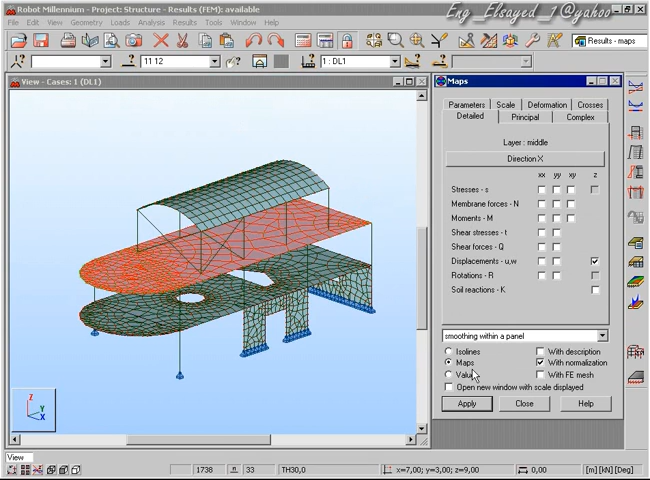 Robot Millennium - Project: Structure - Results (FEM): available
Eng_Elsayed_1@yahoo
File Edit View Geometry Loads Analysis Results Tools Window Help
Results - maps
11 12
1 : DL1
View - Cases: 1 (DL1)
Maps
Parameters Scale Deformation Crosses
Detailed Principal Complex
Layer : middle
Direction X
xx yy xy z
Stresses - s
Membrane forces - N
Moments - M
Shear stresses - t
Shear forces - Q
Displacements - u,w
Rotations - R
Soil reactions - K
smoothing within a panel
Isolines With description
Maps With normalization
With FE mesh
Open new window with scale displayed
Apply Close Help
Z
Y
X
View
1738 33 TH30,0 x=7,00; y=3,00; z=9,00 0,00 [m] [kN] [Deg]